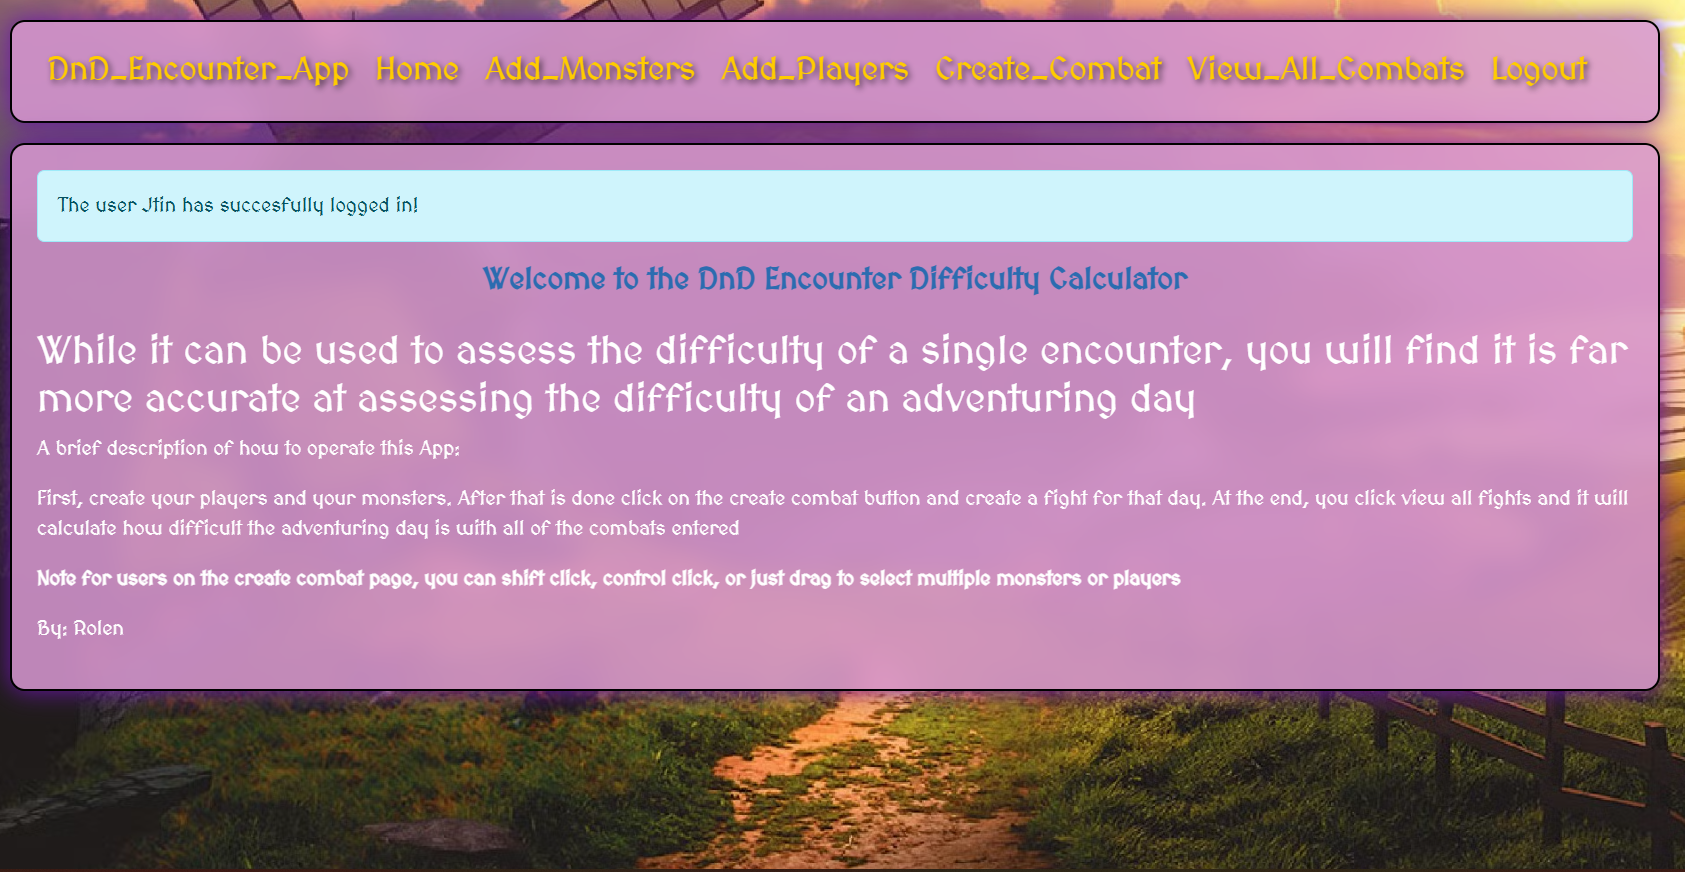 DnD_Encounter_App Home Add_Monsters Add_Players Create_Combat View_All_Combats Logout
The user Jtin has succesfully logged in!
Welcome to the DnD Encounter Difficulty Calculator
While it can be used to assess the difficulty of a single encounter, you will find it is far
more accurate at assessing the difficulty of an adventuring day
A brief description of how to operate this App:
First, create your players and your monsters. After that is done click on the create combat button and create a fight for that day. At the end, you click view all fights and it will
calculate how difficult the adventuring day is with all of the combats entered
Note for users on the create combat page, you can shift click, control click, or just drag to select multiple monsters or players
By: Rolen